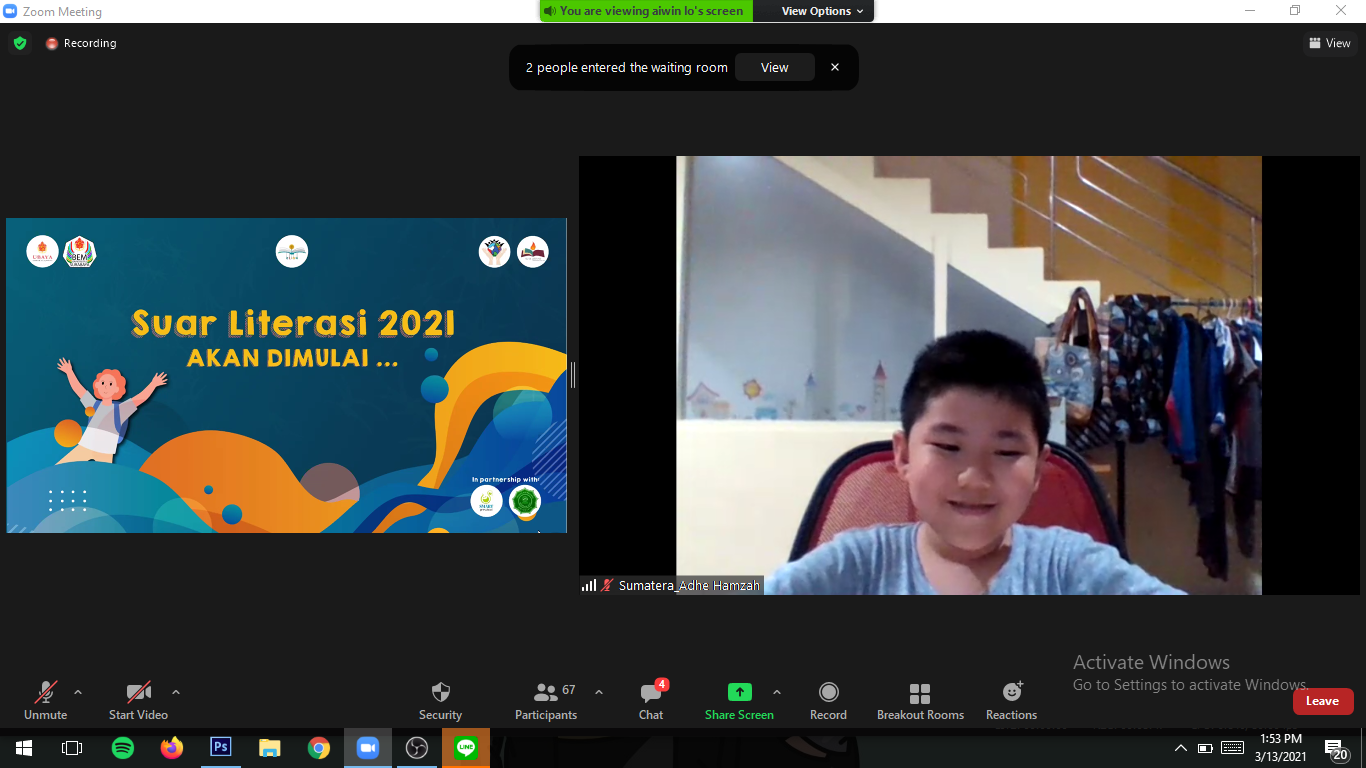 Zoom Meeting
You are viewing aiwin lo's screen
View Options
Recording
View
2 people entered the waiting room
View
UBAYA
BEM
Suar Literasi 2021
AKAN DIMULAI ...
In partnership with:
SMART
Sumatera_Adhe Hamzah
Activate Windows
Go to Settings to activate Windows.
Unmute
Start Video
Security
67
Participants
4
Chat
Share Screen
Record
Breakout Rooms
Reactions
Leave
Ps
LINE
1:53 PM
3/13/2021
20